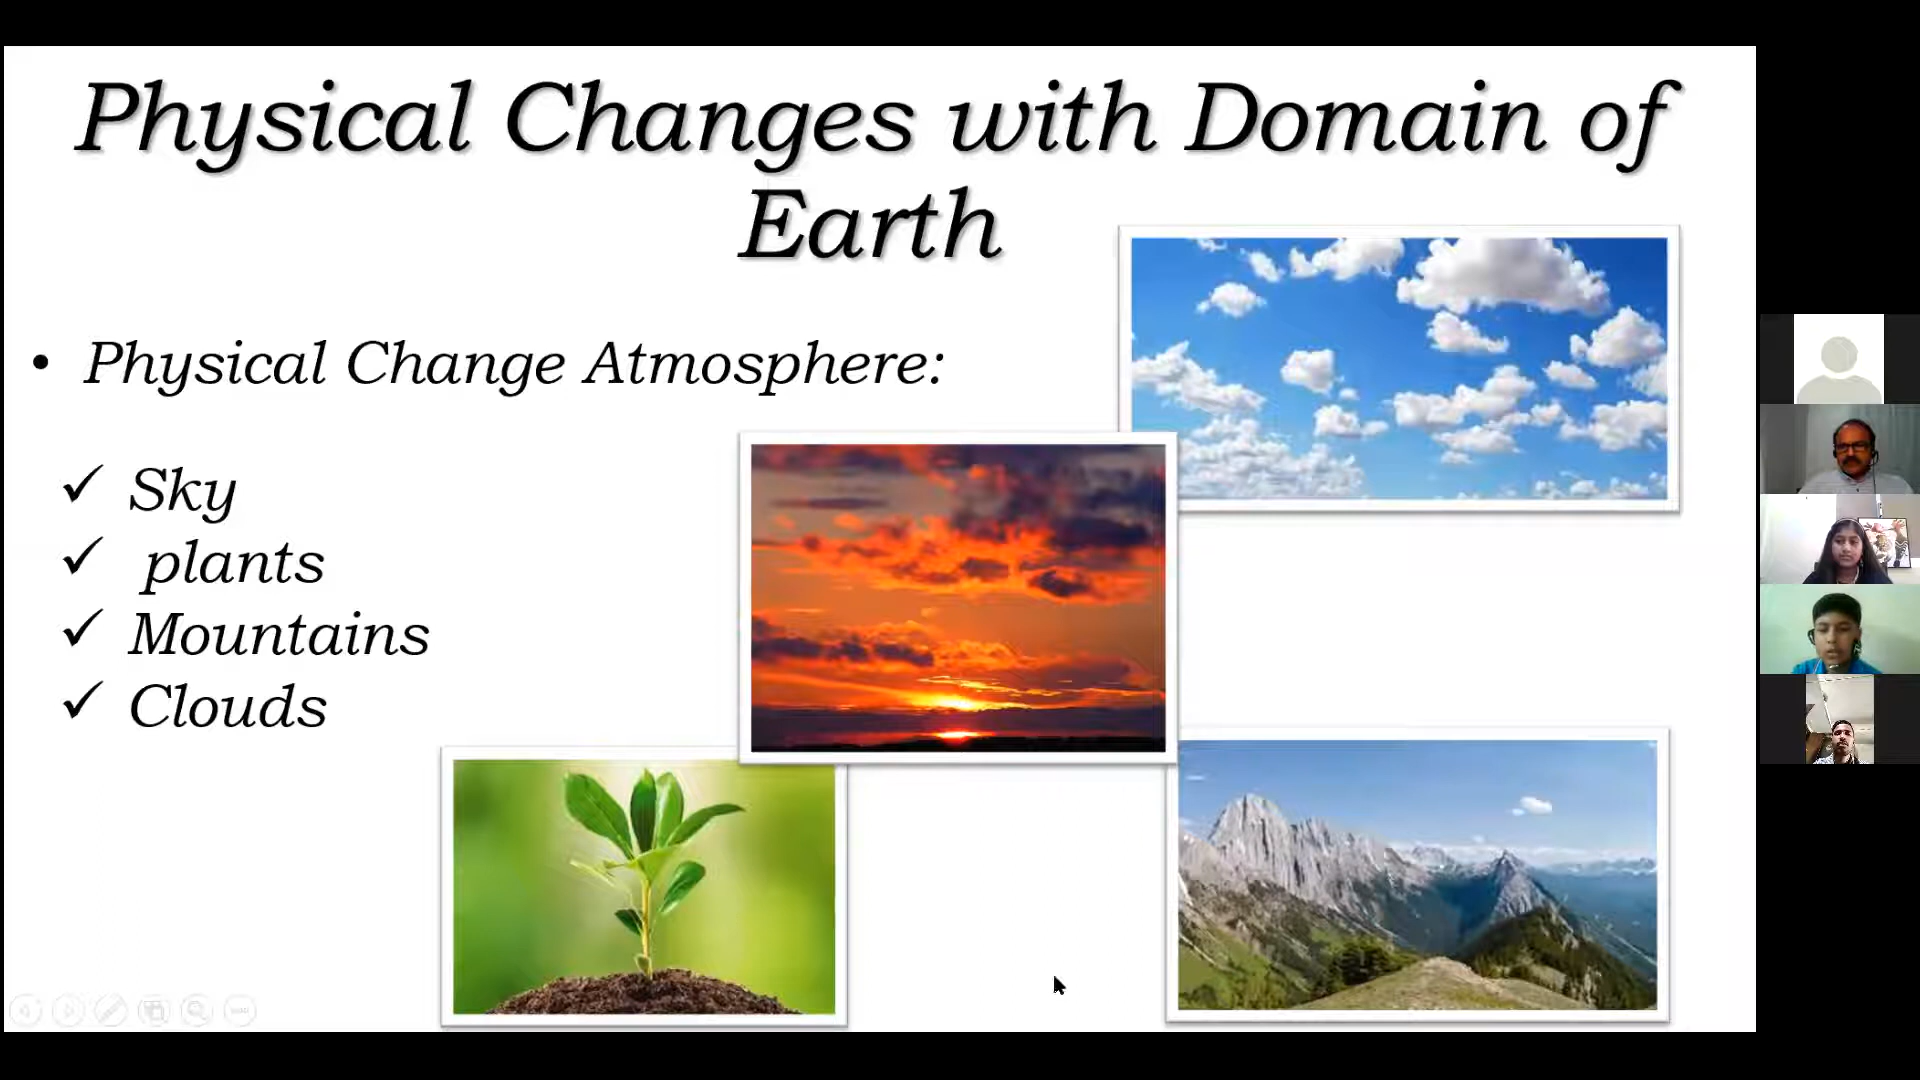 Physical Changes with Domain of
Earth
• Physical Change Atmosphere:
✓ Sky
✓ plants
✓ Mountains
✓ Clouds